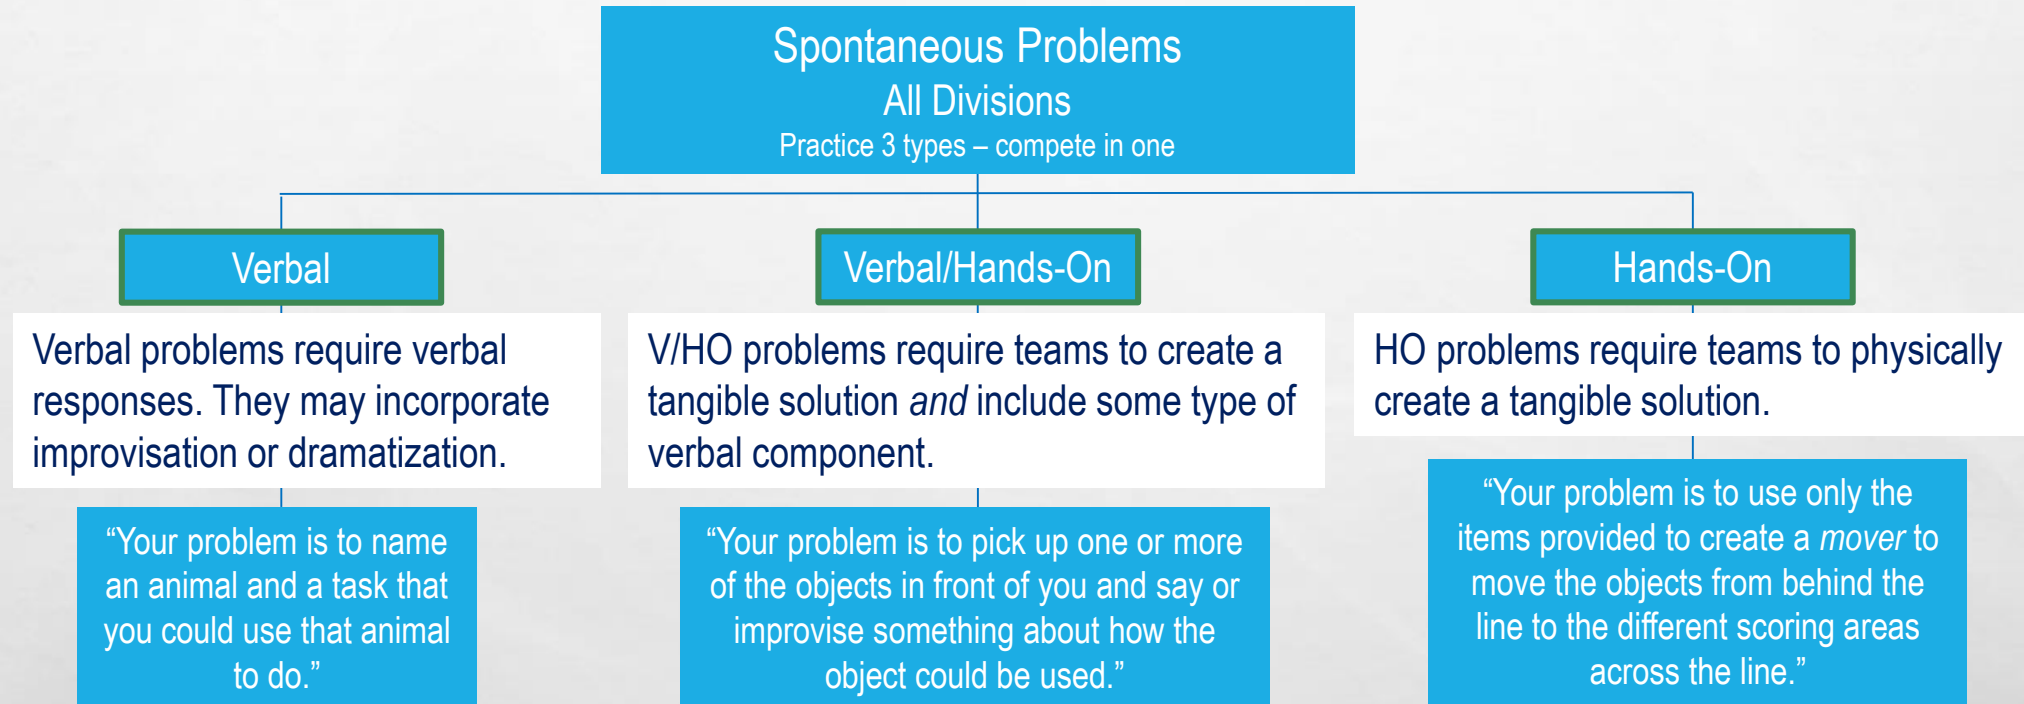 Spontaneous Problems
All Divisions
Practice 3 types – compete in one
Verbal
Verbal problems require verbal
responses. They may incorporate
improvisation or dramatization.
“Your problem is to name
an animal and a task that
you could use that animal
to do.”
Verbal/Hands-On
V/HO problems require teams to create a
tangible solution and include some type of
verbal component.
“Your problem is to pick up one or more
of the objects in front of you and say or
improvise something about how the
object could be used.”
Hands-On
HO problems require teams to physically
create a tangible solution.
“Your problem is to use only the
items provided to create a mover to
move the objects from behind the
line to the different scoring areas
across the line.”